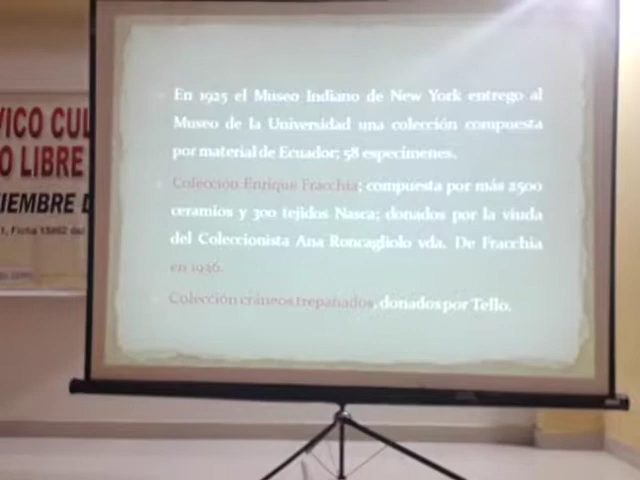 VICO CUL
O LIBRE
IEMBRE D
En 1925 el Museo Indiano de New York entrego al
Museo de la Universidad una colección compuesta
por material de Ecuador; 58 especímenes.
Colección Enrique Fracchia; compuesta por más 2500
ceramios y 300 tejidos Nasca; donados por la viuda
del Coleccionista Ana Roncagliolo vda. De Fracchia
en 1936.
Colección cráneos trepanados, donados por Tello.